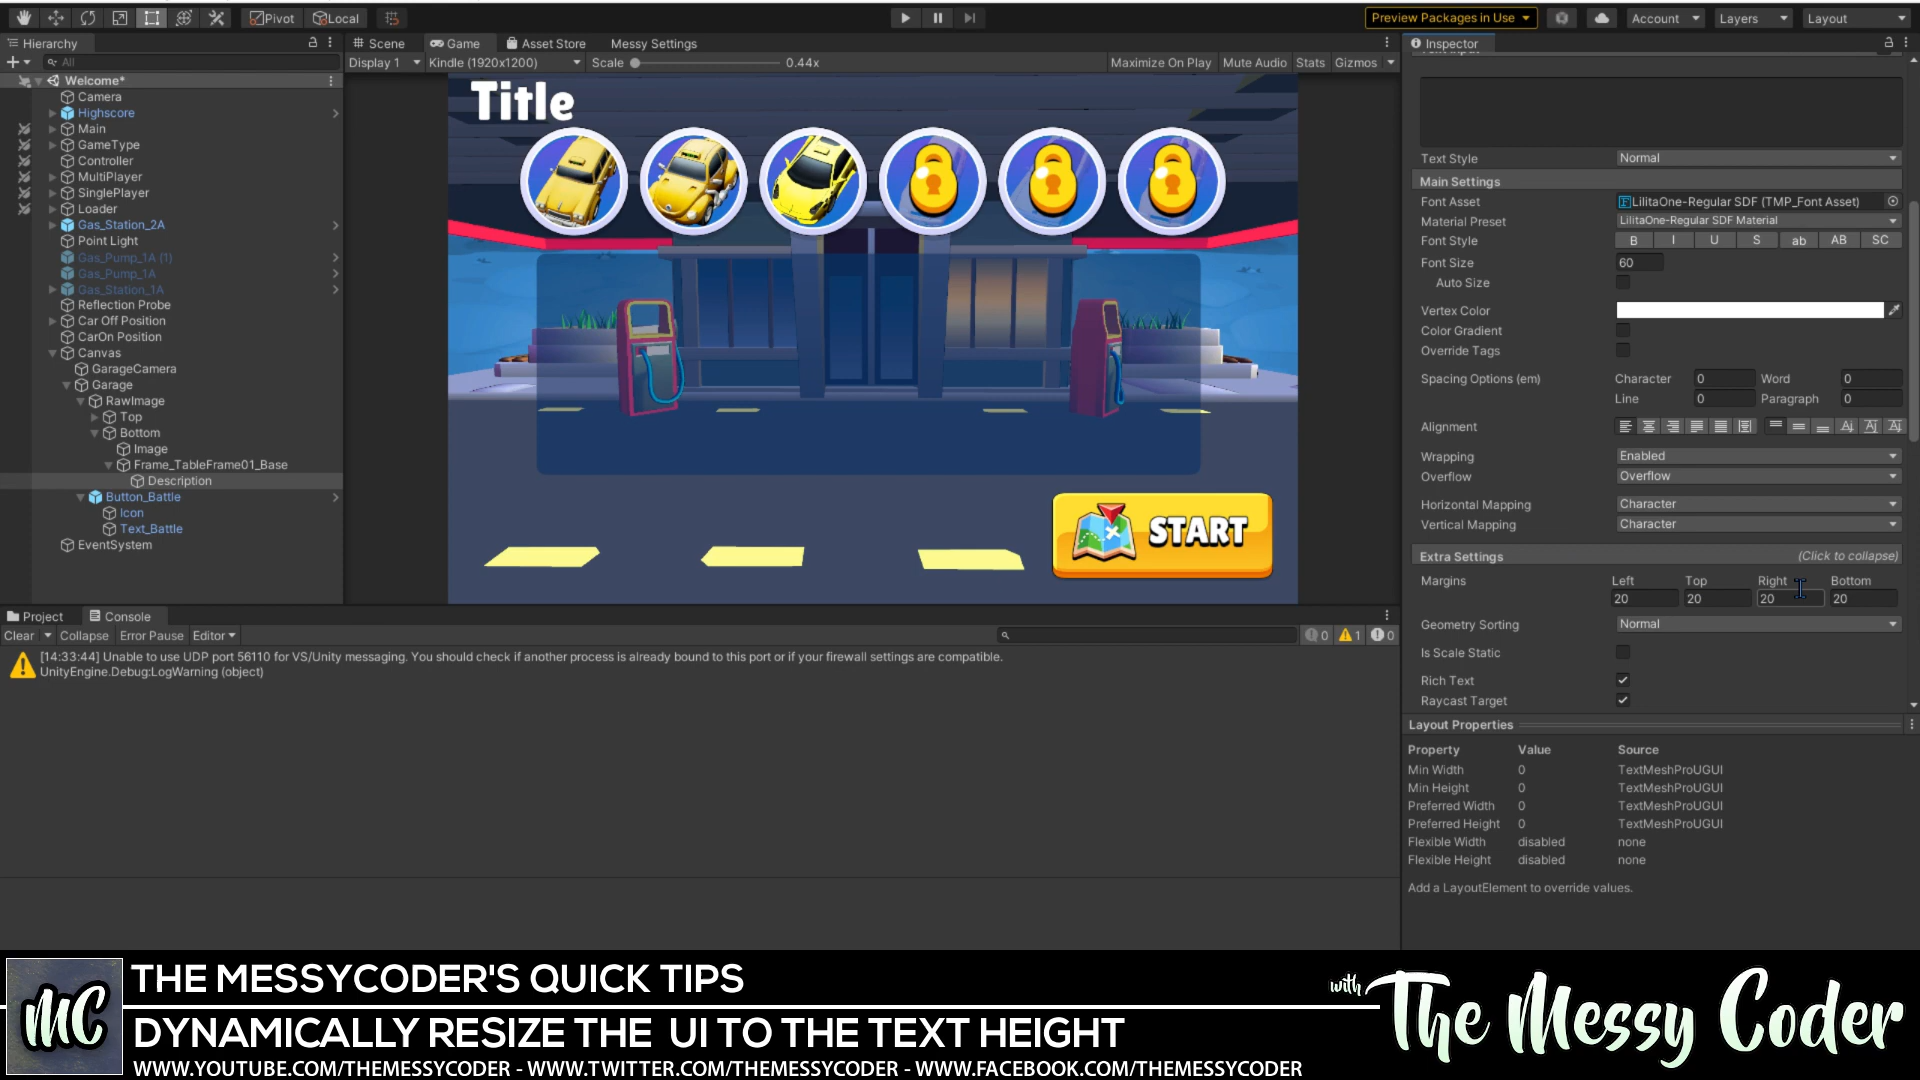 Pivot
Local
Preview Packages in Use
Account
Layers
Layout
Hierarchy
All
Welcome*
Camera
Highscore
Main
GameType
Controller
MultiPlayer
SinglePlayer
Loader
Gas_Station_2A
Point Light
Gas_Pump_1A (1)
Gas_Pump_1A
Gas_Station_1A
Reflection Probe
Car Off Position
CarOn Position
Canvas
GarageCamera
Garage
RawImage
Top
Bottom
Image
Frame_TableFrame01_Base
Description
Button_Battle
Icon
Text_Battle
EventSystem
Scene
Game
Asset Store
Messy Settings
Display 1
Kindle (1920x1200)
Scale
0.44x
Maximize On Play
Mute Audio
Stats
Gizmos
Title
START
Inspector
Text Style
Normal
Main Settings
Font Asset
LilitaOne-Regular SDF (TMP_Font Asset)
Material Preset
LilitaOne-Regular SDF Material
Font Style
B I U S ab AB SC
Font Size
60
Auto Size
Vertex Color
Color Gradient
Override Tags
Spacing Options (em)
Character 0 Word 0
Line 0 Paragraph 0
Alignment
Wrapping
Enabled
Overflow
Overflow
Horizontal Mapping
Character
Vertical Mapping
Character
Extra Settings
(Click to collapse)
Margins
Left Top Right Bottom
20 20 20 20
Geometry Sorting
Normal
Is Scale Static
Rich Text
Raycast Target
Layout Properties
Property Value Source
Min Width 0 TextMeshProUGUI
Min Height 0 TextMeshProUGUI
Preferred Width 0 TextMeshProUGUI
Preferred Height 0 TextMeshProUGUI
Flexible Width disabled none
Flexible Height disabled none
Add a LayoutElement to override values.
Project
Console
Clear
Collapse
Error Pause
Editor
0 1 0
[14:33:44] Unable to use UDP port 56110 for VS/Unity messaging. You should check if another process is already bound to this port or if your firewall settings are compatible.
UnityEngine.Debug:LogWarning (object)
MC
THE MESSYCODER'S QUICK TIPS
DYNAMICALLY RESIZE THE UI TO THE TEXT HEIGHT
WWW.YOUTUBE.COM/THEMESSYCODER - WWW.TWITTER.COM/THEMESSYCODER - WWW.FACEBOOK.COM/THEMESSYCODER
with
The Messy Coder